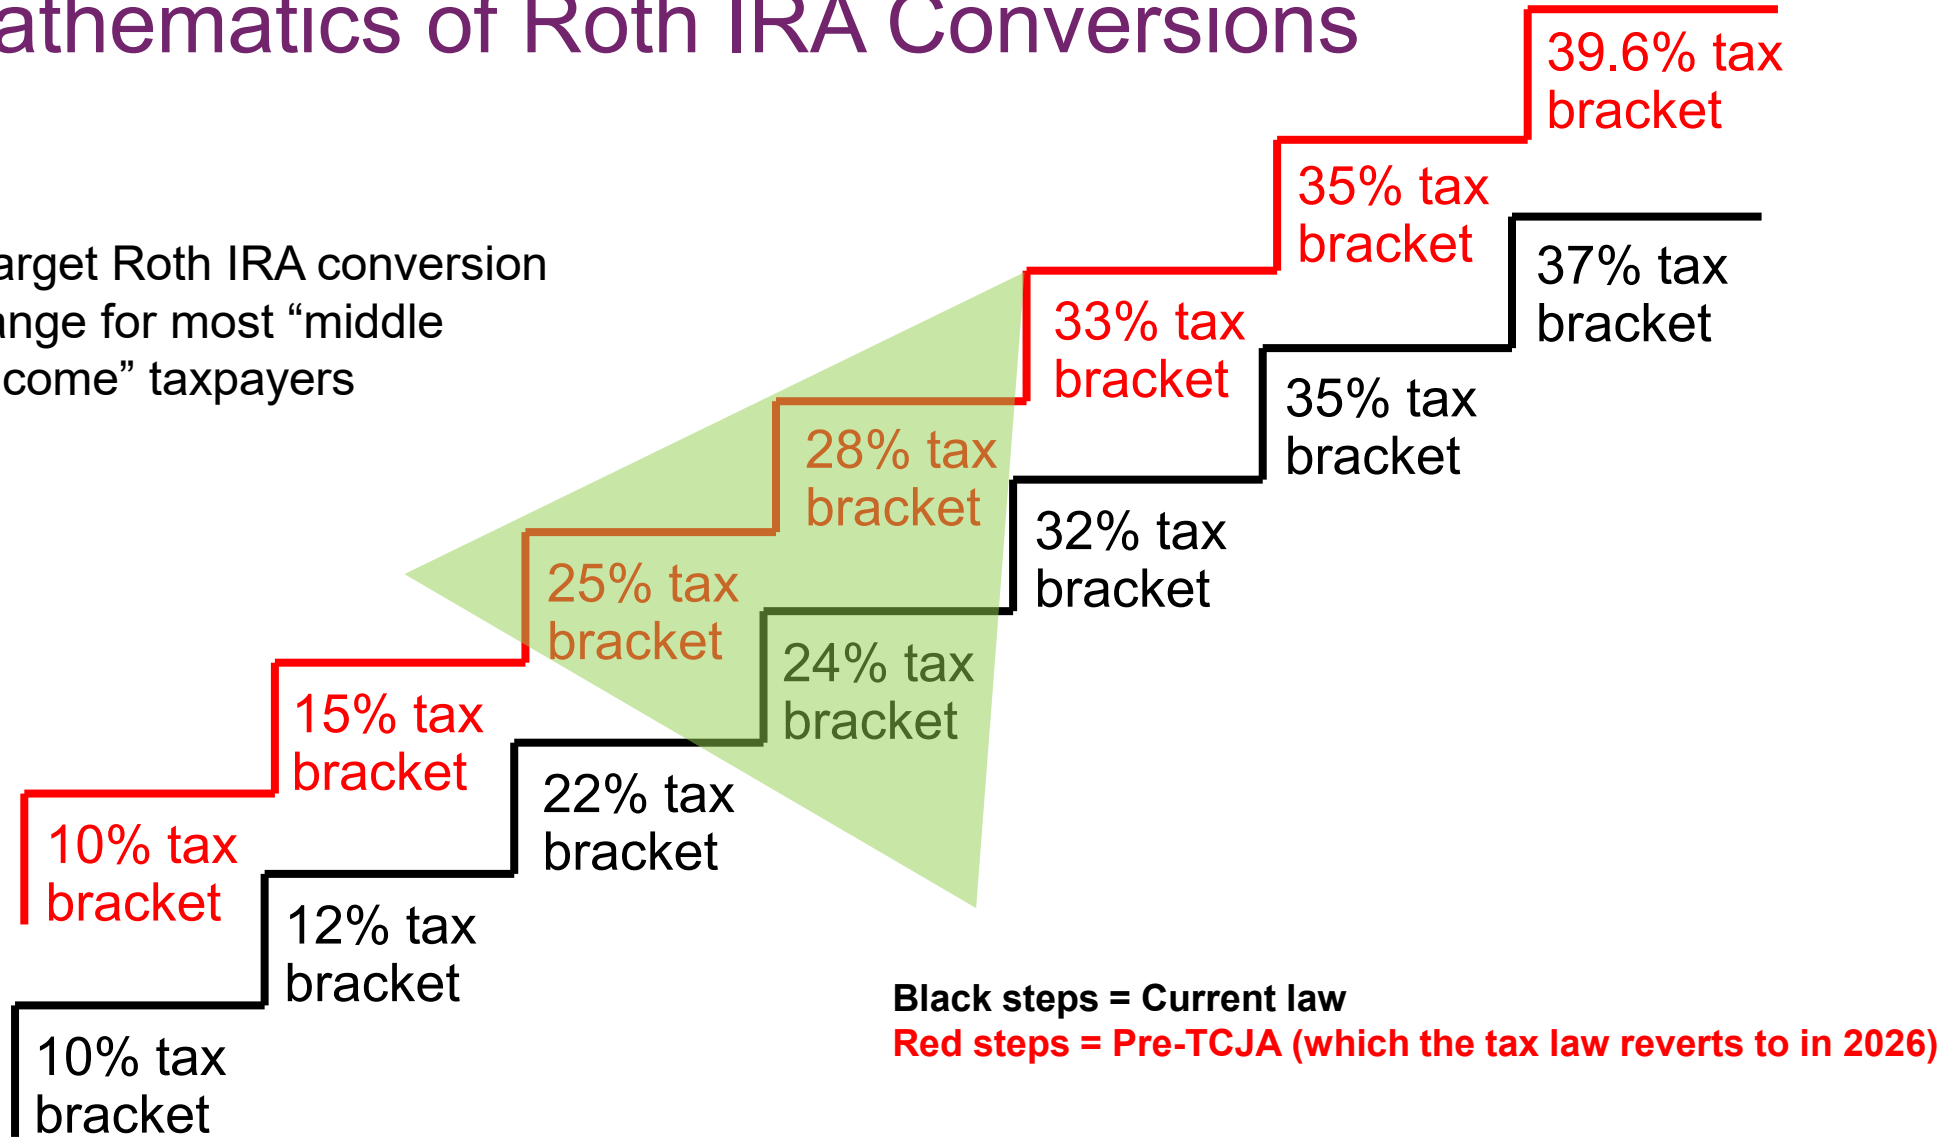 athematics of Roth IRA Conversions
arget Roth IRA conversion
ange for most “middle
come” taxpayers
39.6% tax
bracket
35% tax
bracket
33% tax
bracket
28% tax
bracket
25% tax
bracket
15% tax
bracket
10% tax
bracket
37% tax
bracket
35% tax
bracket
32% tax
bracket
24% tax
bracket
22% tax
bracket
12% tax
bracket
10% tax
bracket
Black steps = Current law
Red steps = Pre-TCJA (which the tax law reverts to in 2026)